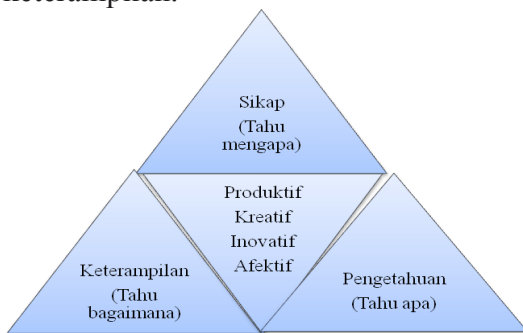 keterampilan.
Sikap
(Tahu
mengapa)
Produktif
Kreatif
Inovatif
Afektif
Keterampilan
(Tahu
bagaimana)
Pengetahuan
(Tahu apa)